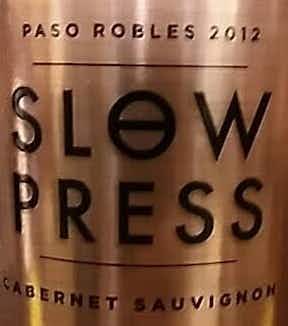 PASO ROBLES 2012
SLOW
PRESS
CABERNET SAUVIGNON